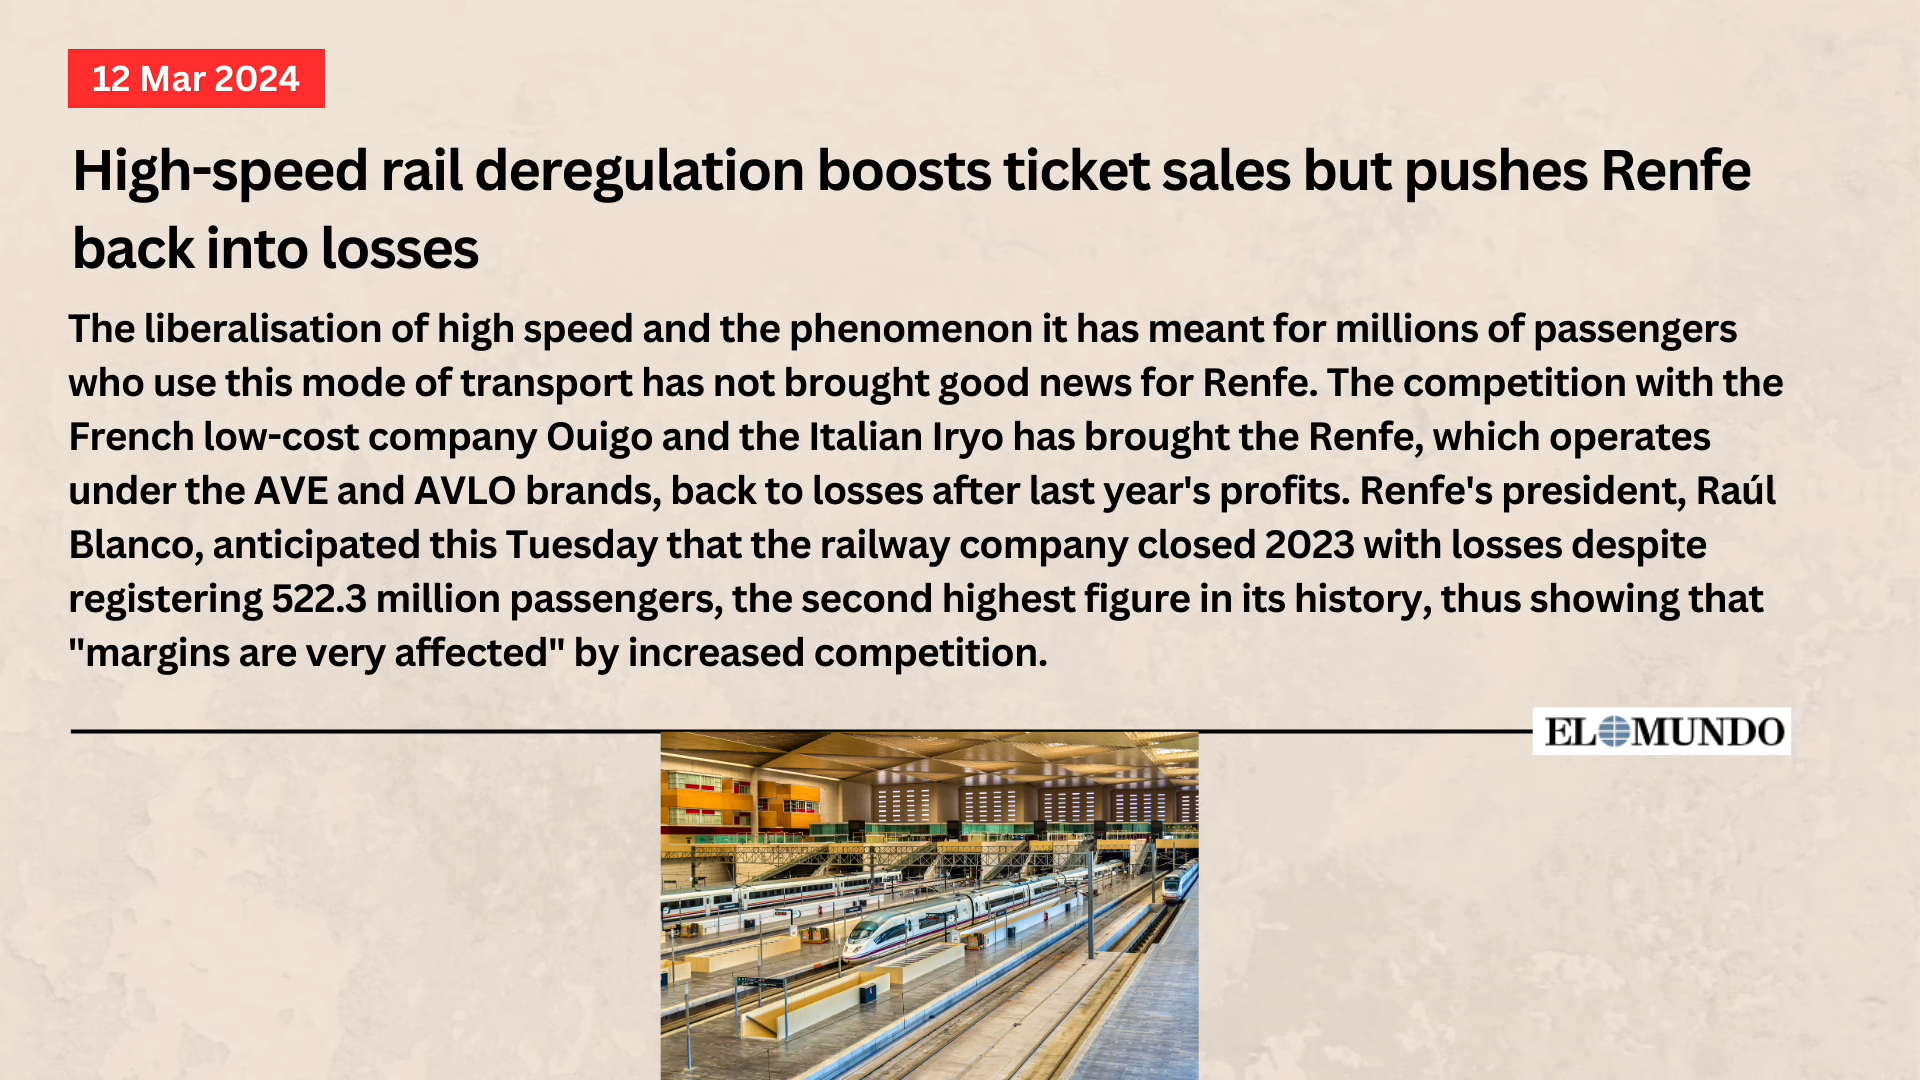 12 Mar 2024
High-speed rail deregulation boosts ticket sales but pushes Renfe
back into losses
The liberalisation of high speed and the phenomenon it has meant for millions of passengers
who use this mode of transport has not brought good news for Renfe. The competition with the
French low-cost company Ouigo and the Italian Iryo has brought the Renfe, which operates
under the AVE and AVLO brands, back to losses after last year's profits. Renfe's president, Raúl
Blanco, anticipated this Tuesday that the railway company closed 2023 with losses despite
registering 522.3 million passengers, the second highest figure in its history, thus showing that
"margins are very affected" by increased competition.
EL MUNDO